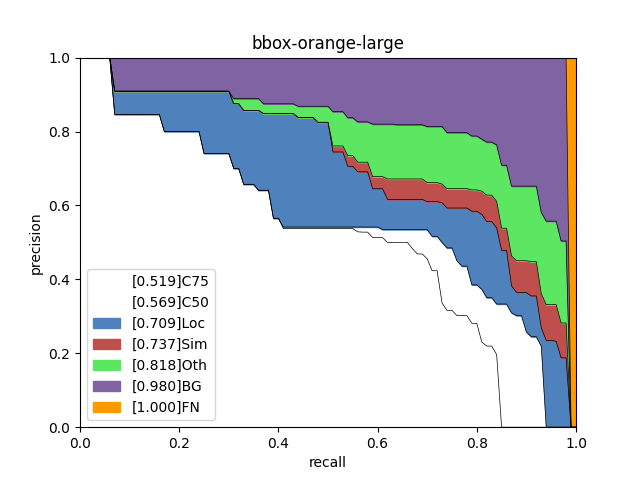 bbox-orange-large
1.0
0.8
0.6
0.4
0.2
0.0
precision
[0.519]C75
[0.569]C50
[0.709]Loc
[0.737]Sim
[0.818]Oth
[0.980]BG
[1.000]FN
0.0 0.2 0.4 0.6 0.8 1.0
recall